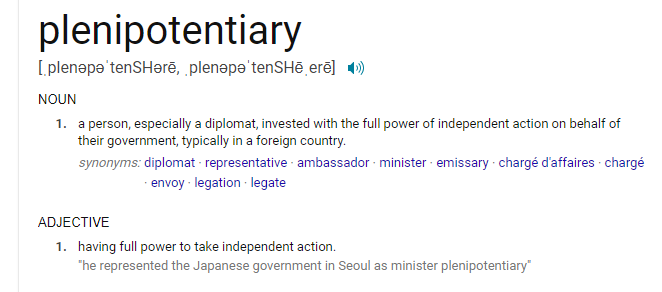 plenipotentiary
[ˌplenəpəˈtenSHərē, ˌplenəpəˈtenSHēˌerē]
NOUN
1. a person, especially a diplomat, invested with the full power of independent action on behalf of
their government, typically in a foreign country.
synonyms: diplomat · representative · ambassador · minister · emissary · chargé d'affaires · chargé
· envoy · legation · legate
ADJECTIVE
1. having full power to take independent action.
"he represented the Japanese government in Seoul as minister plenipotentiary"